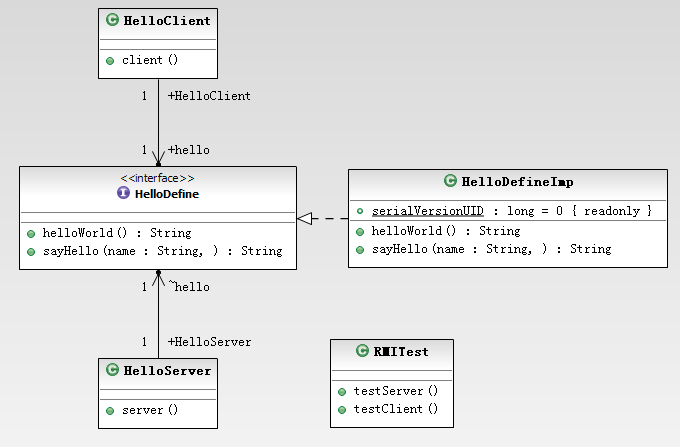 HelloClient
client()
1 +HelloClient
1 +hello
<<interface>>
HelloDefine
helloWorld() : String
sayHello(name : String, ) : String
HelloDefineImp
serialVersionUID : long = 0 { readonly }
helloWorld() : String
sayHello(name : String, ) : String
1 ~hello
1 +HelloServer
HelloServer
server()
RMITest
testServer()
testClient()